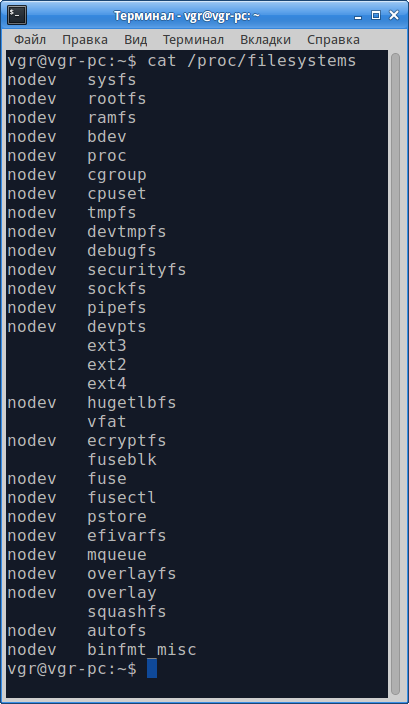 Терминал - vgr@vgr-pc: ~
Файл Правка Вид Терминал Вкладки Справка
vgr@vgr-pc:~$ cat /proc/filesystems
nodev sysfs
nodev rootfs
nodev ramfs
nodev bdev
nodev proc
nodev cgroup
nodev cpuset
nodev tmpfs
nodev devtmpfs
nodev debugfs
nodev securityfs
nodev sockfs
nodev pipefs
nodev devpts
ext3
ext2
ext4
nodev hugetlbfs
vfat
nodev ecryptfs
fuseblk
nodev fuse
nodev fusectl
nodev pstore
nodev efivarfs
nodev mqueue
nodev overlayfs
nodev overlay
squashfs
nodev autofs
nodev binfmt_misc
vgr@vgr-pc:~$